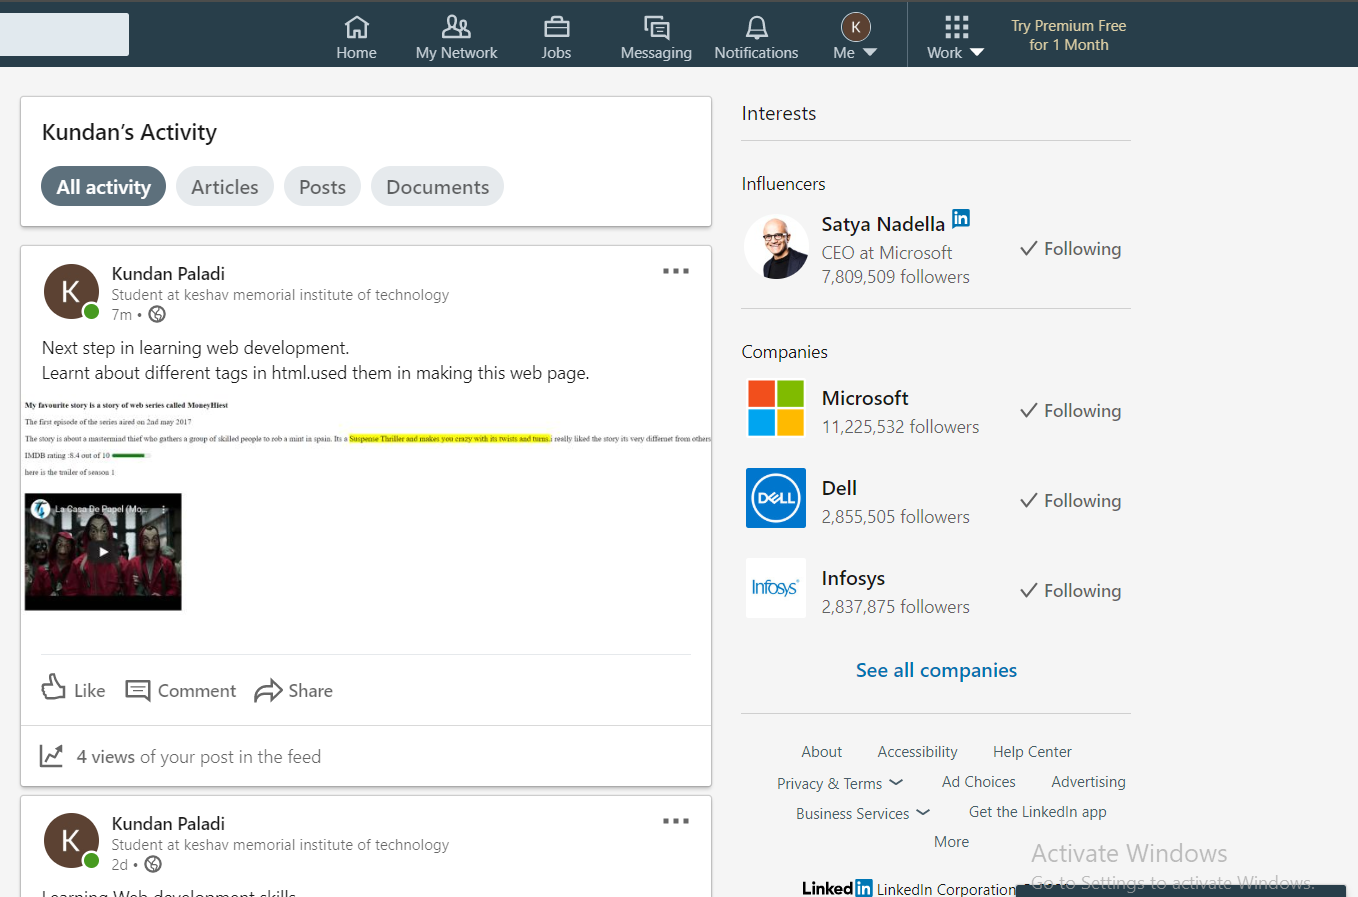 Home
My Network
Jobs
Messaging
Notifications
K
Me
Work
Try Premium Free
for 1 Month
Kundan's Activity
All activity
Articles
Posts
Documents
K
Kundan Paladi
Student at keshav memorial institute of technology
7m •
Next step in learning web development.
Learnt about different tags in html.used them in making this web page.
My favourite story is a story of web series called MoneyHiest
The first episode of the series aired on 2nd may 2017
The story is about a mastermind thief who gathers a group of skilled people to rob a mint in spain. Its a Suspense Thriller and makes you crazy with its twists and turns.i really liked the story its very differnet from others
IMDB rating :8.4 out of 10
here is the trailer of season 1
La Casa De Papel (Mo...
Like
Comment
Share
4 views of your post in the feed
K
Kundan Paladi
Student at keshav memorial institute of technology
2d •
Learning Web development skills
Interests
Influencers
Satya Nadella in
CEO at Microsoft
7,809,509 followers
Following
Companies
Microsoft
11,225,532 followers
Following
DELL
Dell
2,855,505 followers
Following
Infosys
Infosys
2,837,875 followers
Following
See all companies
About
Accessibility
Help Center
Privacy & Terms
Ad Choices
Advertising
Business Services
Get the LinkedIn app
More
Activate Windows
Go to Settings to activate Windows.
Linked in LinkedIn Corporation